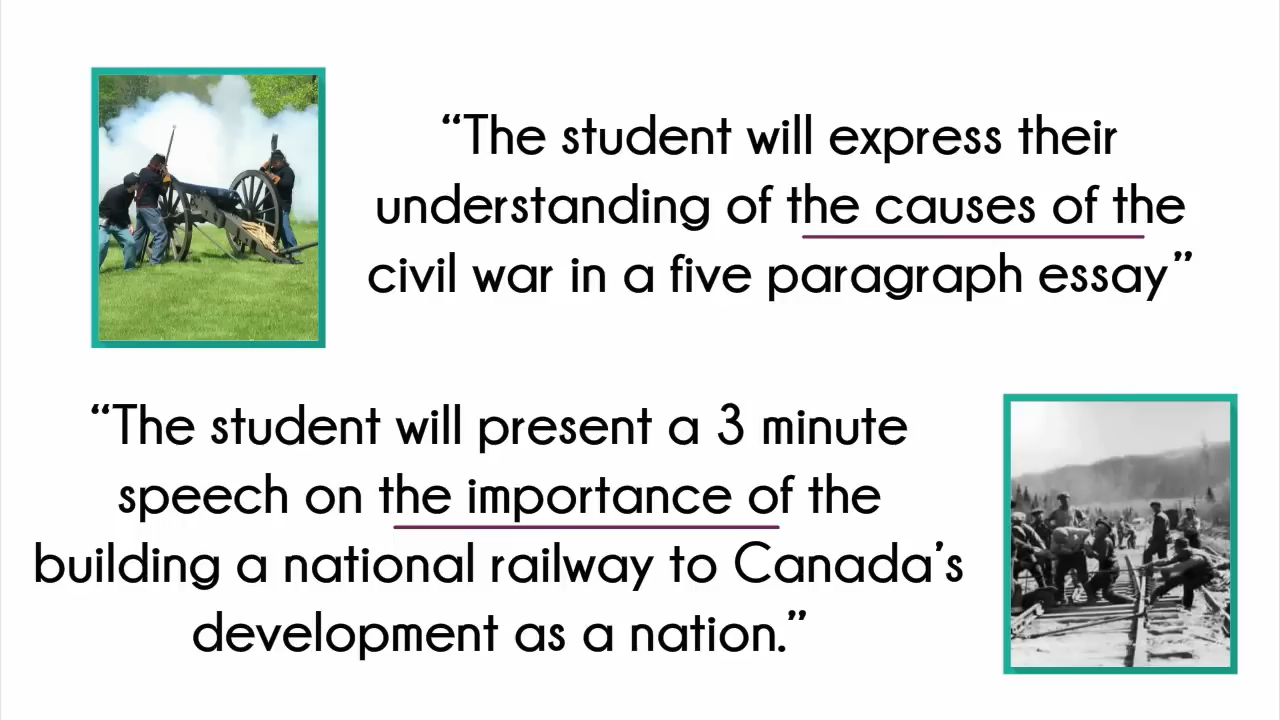 “The student will express their
understanding of the causes of the
civil war in a five paragraph essay”
“The student will present a 3 minute
speech on the importance of the
building a national railway to Canada’s
development as a nation.”